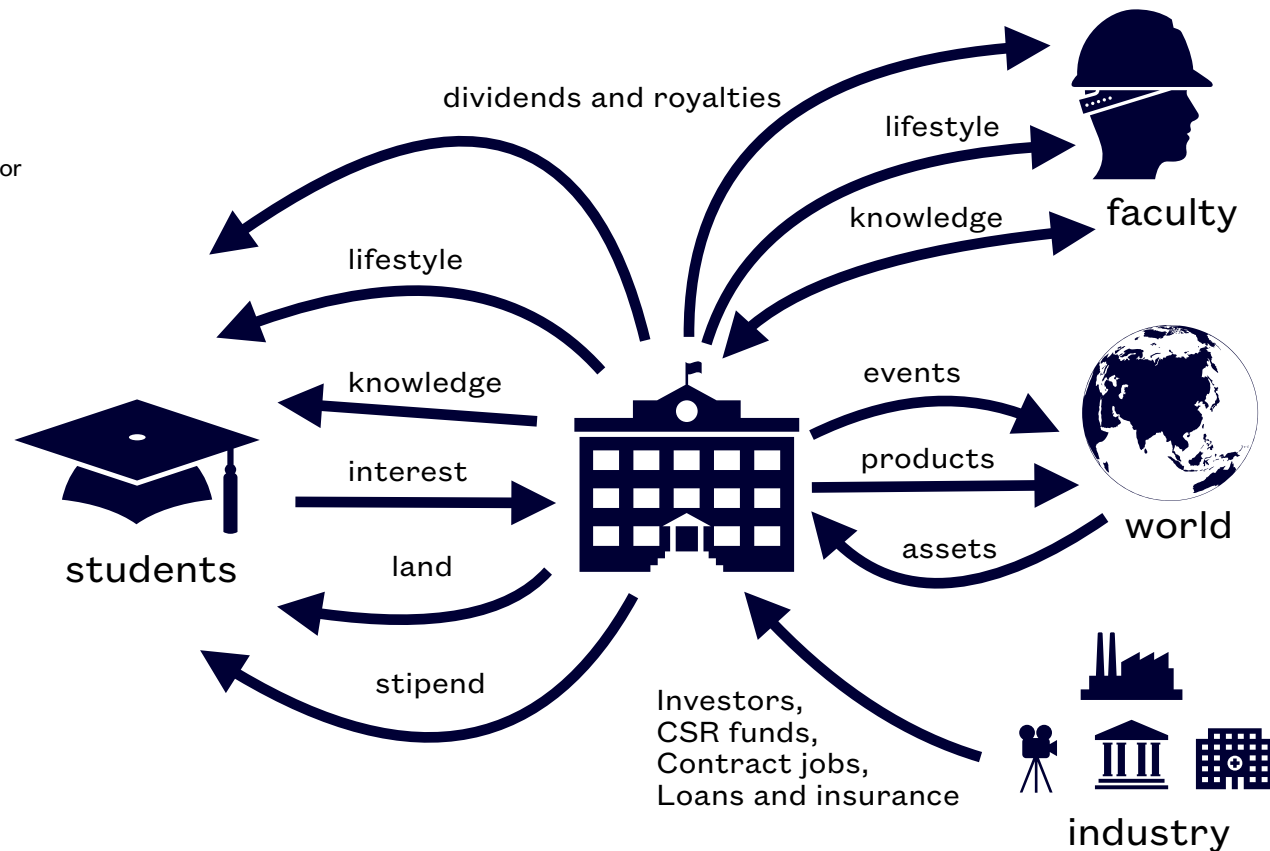 dividends and royalties
lifestyle
or
knowledge
faculty
lifestyle
knowledge
events
interest
products
students
land
assets
world
stipend
Investors,
CSR funds,
Contract jobs,
Loans and insurance
industry